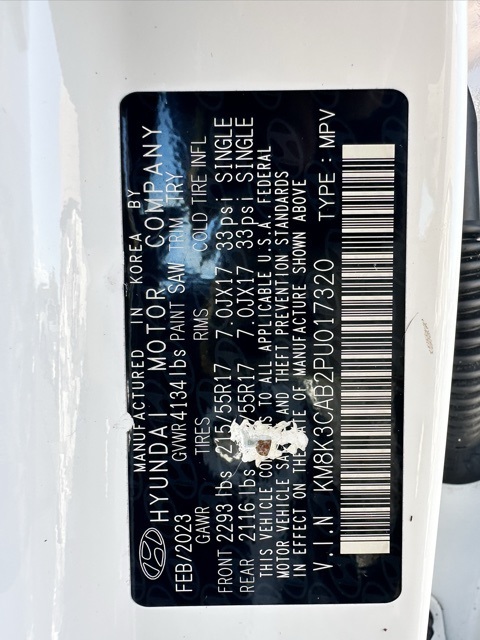 MANUFACTURED IN KOREA BY
HYUNDAI MOTOR COMPANY
FEB/2023 GVWR 4134 lbs PAINT SAW TRIM TRY
GAWR TIRES RIMS COLD TIRE INFL
FRONT 2293 lbs 215/55R17 7.0JX17 33psi SINGLE
REAR 2116 lbs /55R17 7.0JX17 33psi SINGLE
THIS VEHICLE TO ALL APPLICABLE U.S.A. FEDERAL
MOTOR VEHICLE SA AND THEFT PREVENTION STANDARDS
IN EFFECT ON THE DATE OF MANUFACTURE SHOWN ABOVE
V.I.N KM8K3CAB2PU017320 TYPE : MPV